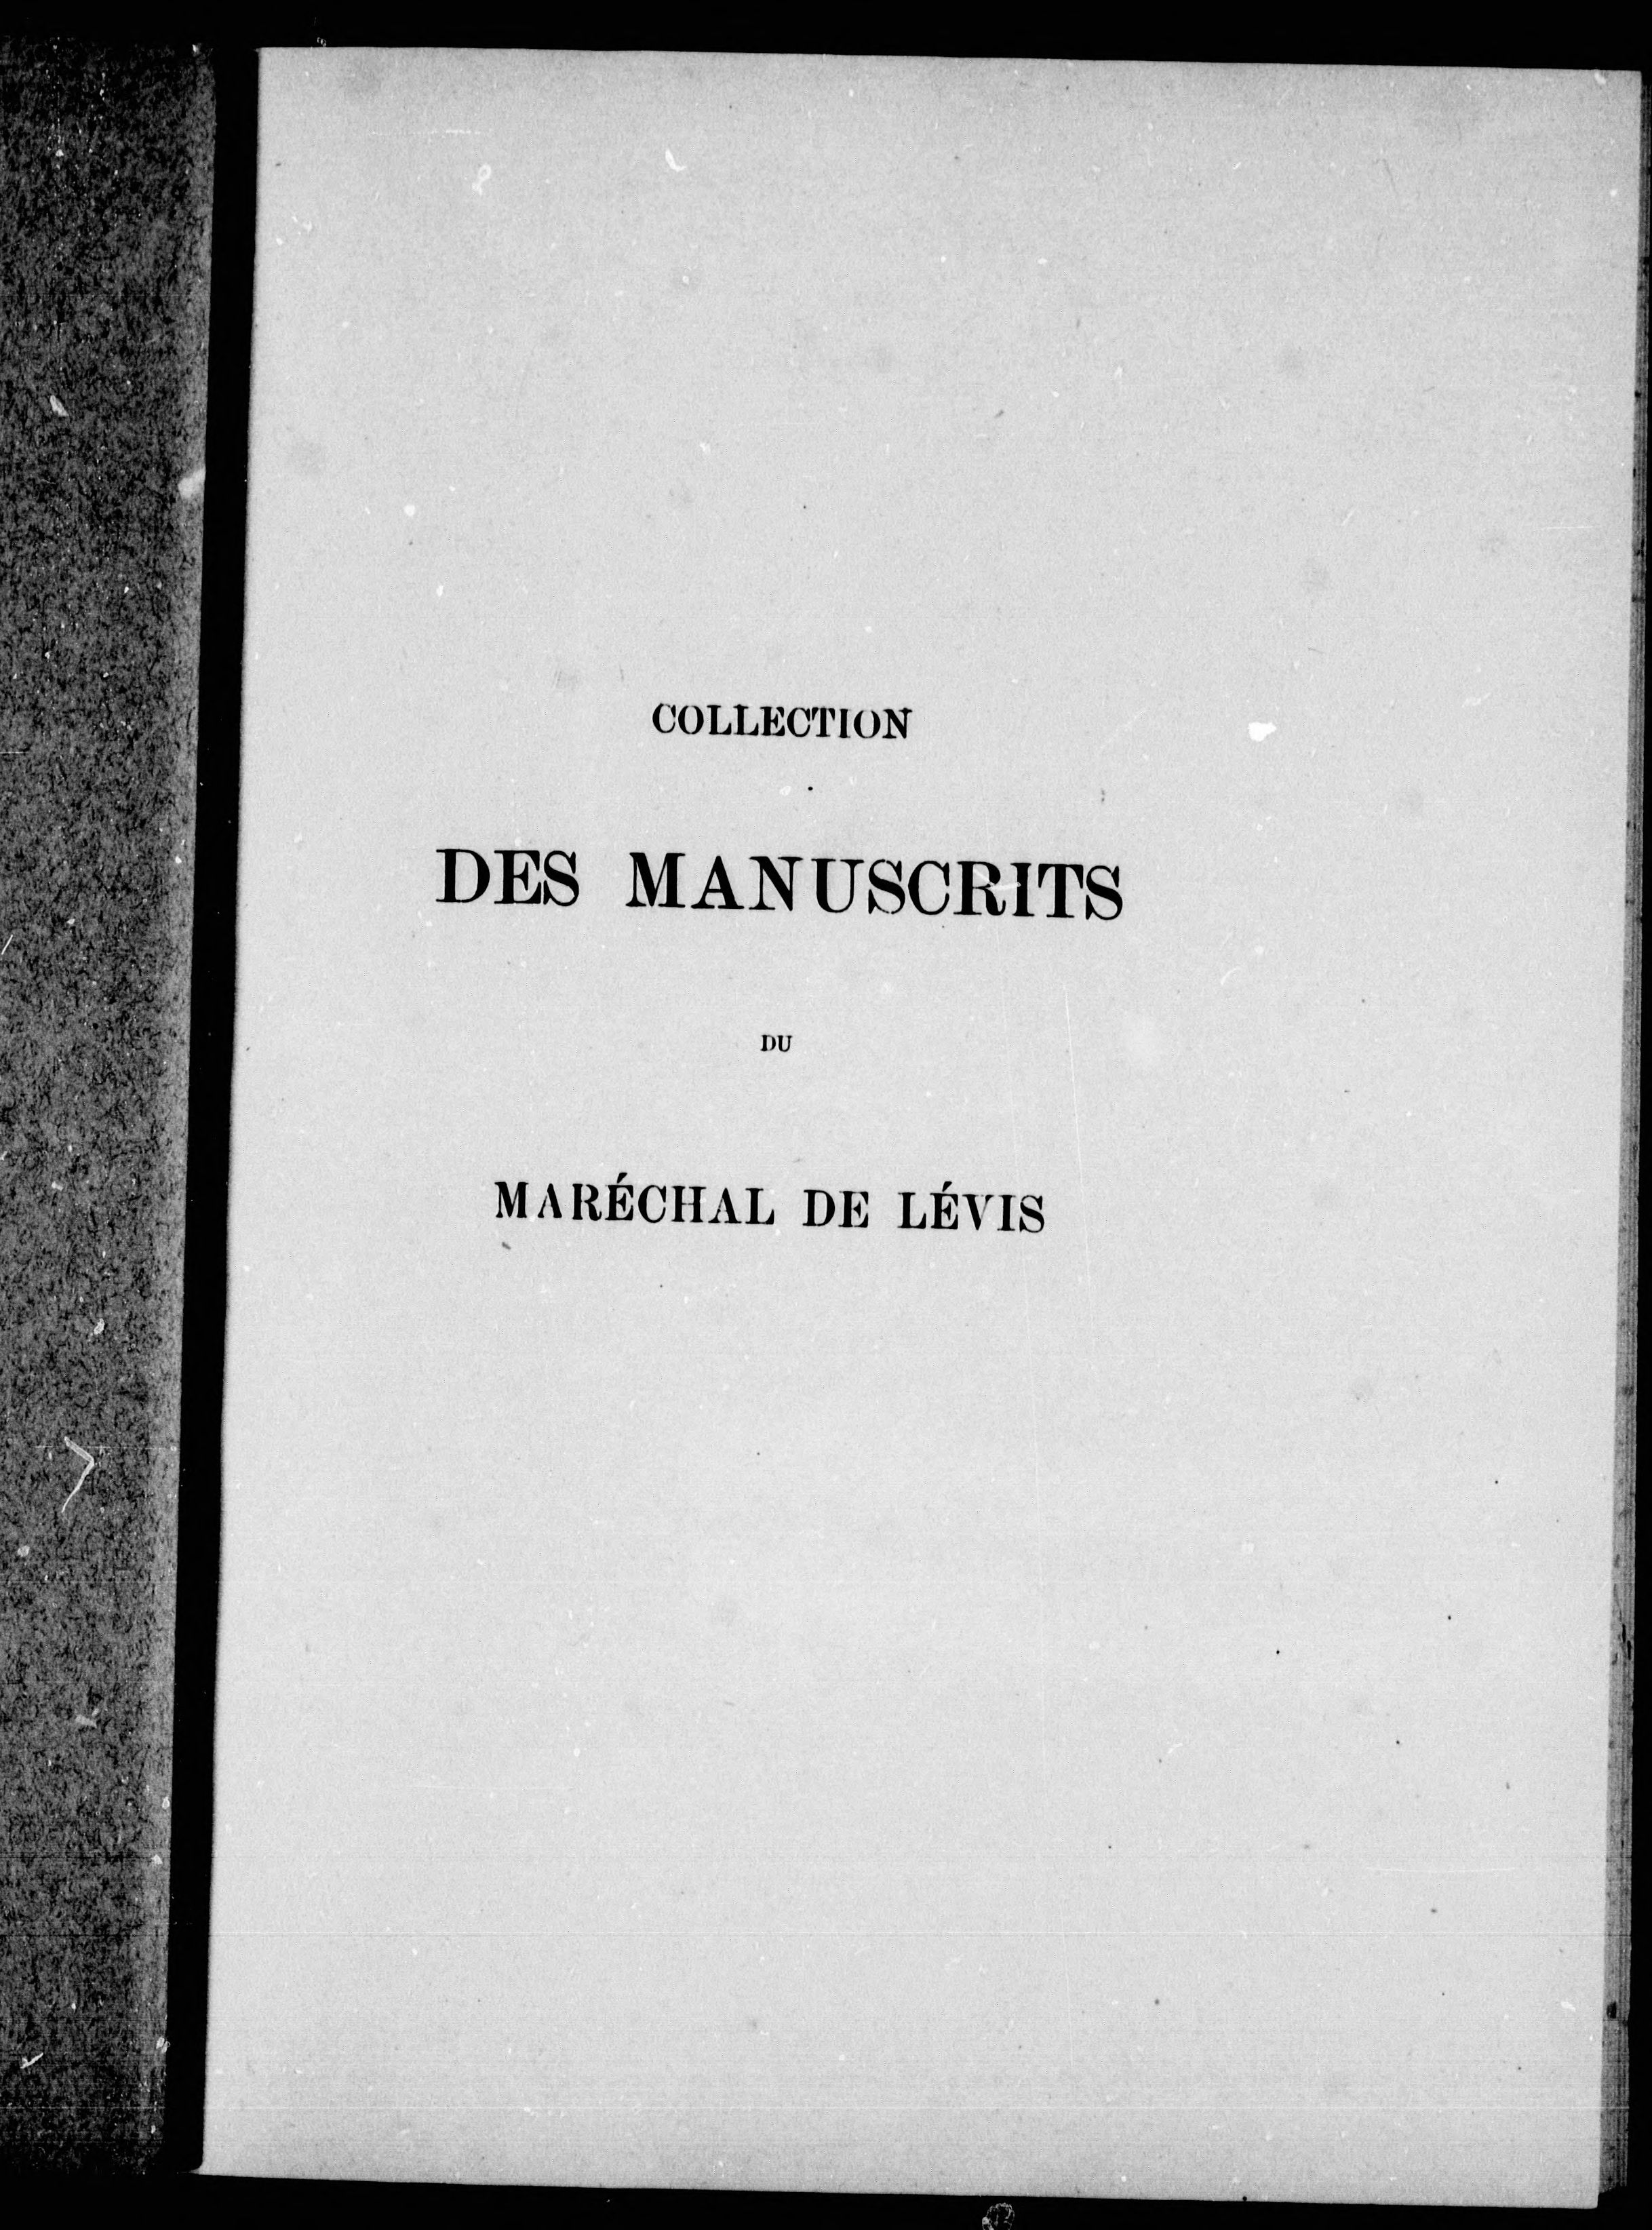 COLLECTION
DES MANUSCRITS
DU
MARÉCHAL DE LÉVIS